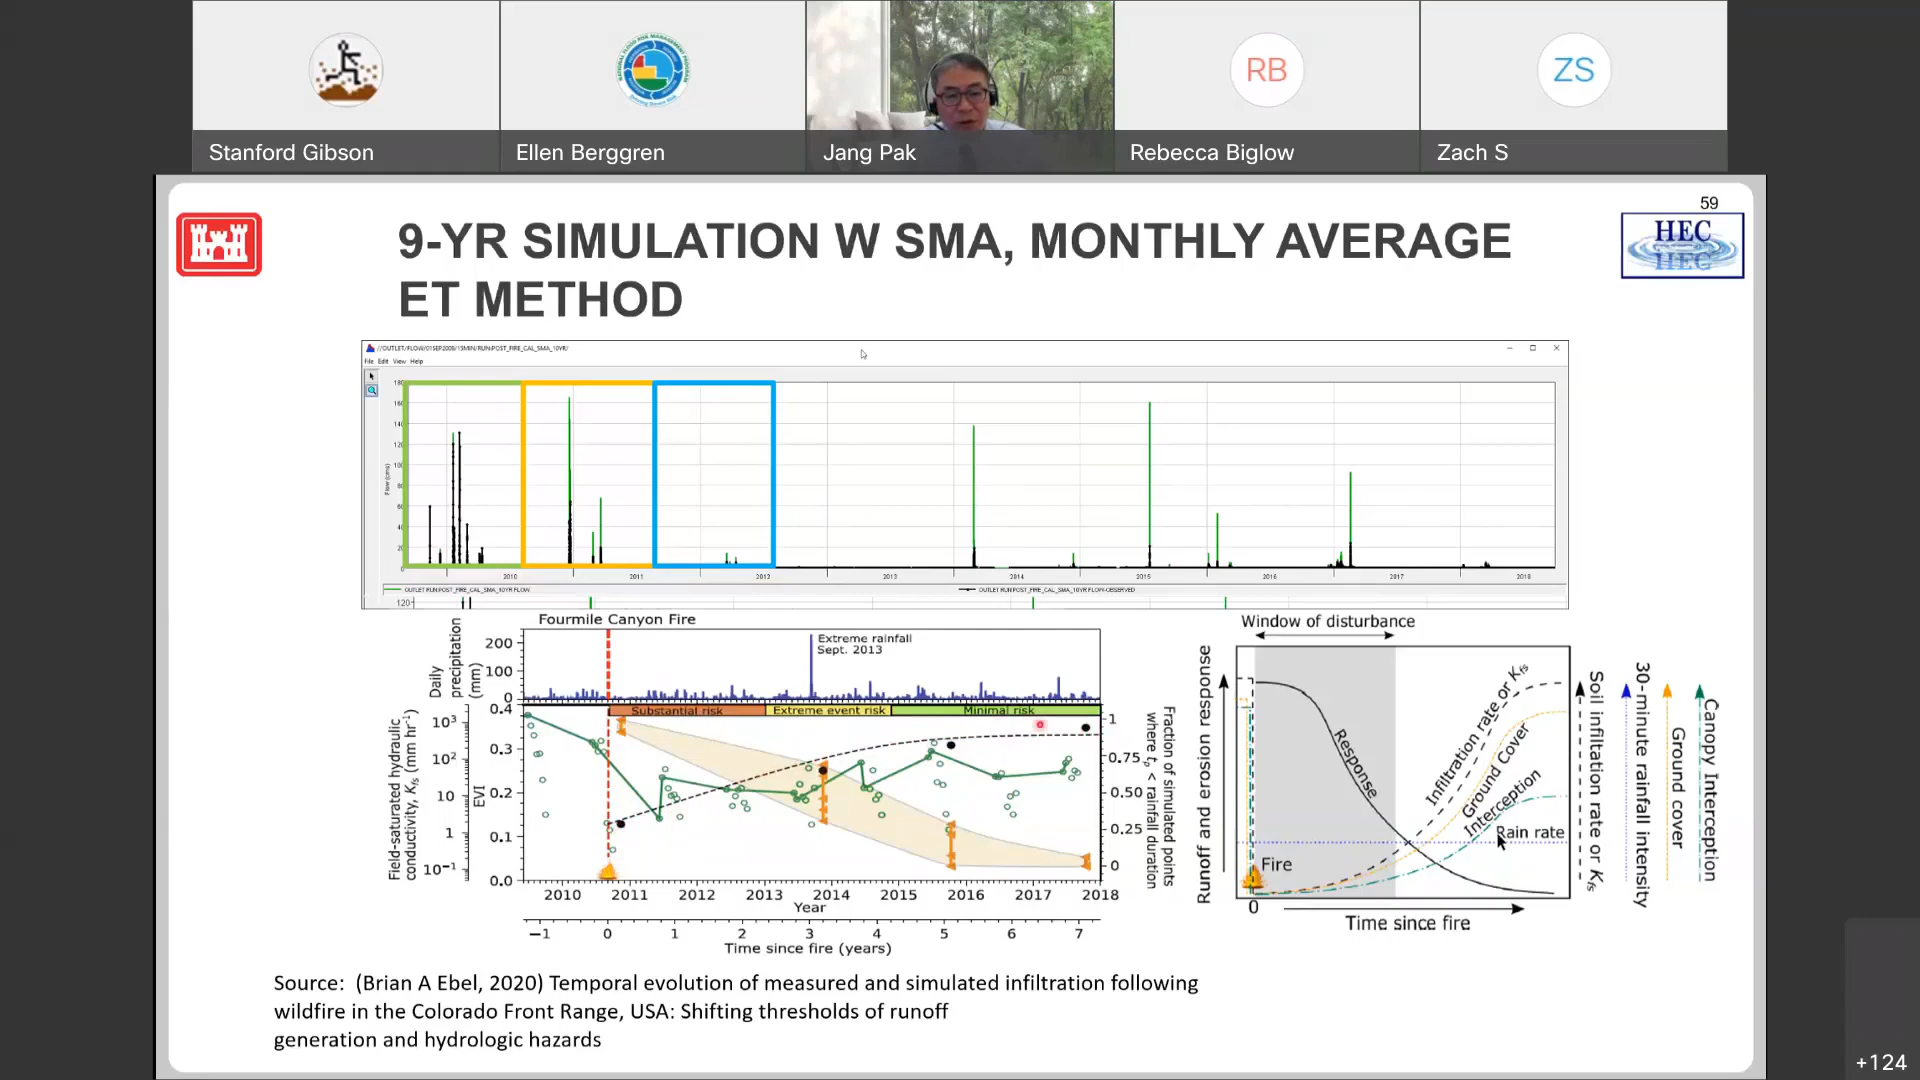 RB
ZS
Stanford Gibson
Ellen Berggren
Jang Pak
Rebecca Biglow
Zach S
59
HEC
9-YR SIMULATION W SMA, MONTHLY AVERAGE
ET METHOD
//OUTLET/FLOW/01SEP2009/15MIN/RUN:POST_FIRE_CAL_SMA_10YR/
File Edit View Help
Flow (cms)
2010 2011 2012 2013 2014 2015 2016 2017 2018
OUTLET RUN:POST_FIRE_CAL_SMA_10YR FLOW
OUTLET RUN:POST_FIRE_CAL_SMA_10YR FLOW-OBSERVED
120
Fourmile Canyon Fire
Daily
precipitation
(mm)
200
100
0
Extreme rainfall
Sept. 2013
Substantial risk
Extreme event risk
Minimal risk
Field-saturated hydraulic
conductivity, Kfs (mm hr⁻¹)
10³
10²
10
1
10⁻¹
EVI
0.4
0.3
0.2
0.1
0.0
1
0.75
0.50
0.25
0
Fraction of simulated points
where tp < rainfall duration
2010 2011 2012 2013 2014 2015 2016 2017 2018
Year
−1 0 1 2 3 4 5 6 7
Time since fire (years)
Window of disturbance
Runoff and erosion response
Response
Infiltration rate or Kfs
Ground Cover
Interception
Rain rate
Fire
0
Time since fire
Soil infiltration rate or Kfs
30-minute rainfall intensity
Ground cover
Canopy Interception
Source: (Brian A Ebel, 2020) Temporal evolution of measured and simulated infiltration following
wildfire in the Colorado Front Range, USA: Shifting thresholds of runoff
generation and hydrologic hazards
+124